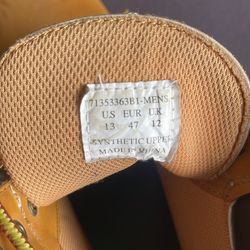 71353363B1-MENS
US EUR UK
13 47 12
SYNTHETIC UPPER
MADE IN CHINA